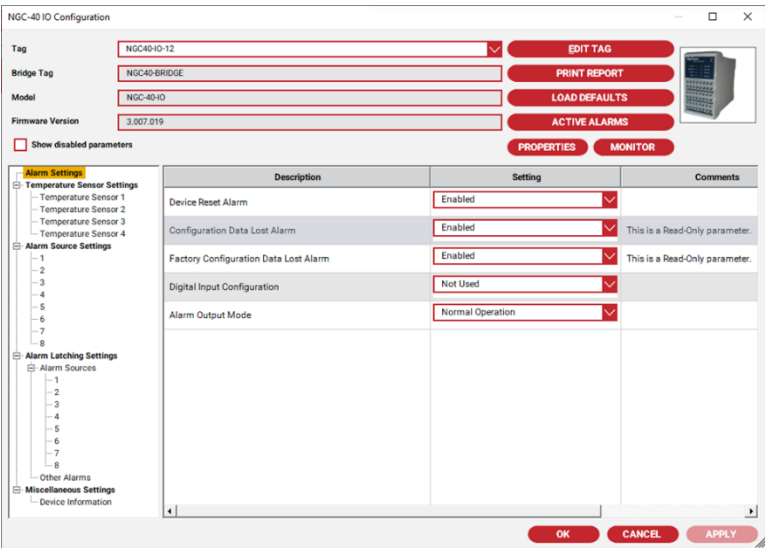 NGC-40 IO Configuration
Tag NGC40-IO-12 EDIT TAG
Bridge Tag NGC40-BRIDGE PRINT REPORT
Model NGC-40-IO LOAD DEFAULTS
Firmware Version 3.007.019 ACTIVE ALARMS
Show disabled parameters PROPERTIES MONITOR
Alarm Settings
Temperature Sensor Settings
Temperature Sensor 1
Temperature Sensor 2
Temperature Sensor 3
Temperature Sensor 4
Alarm Source Settings
1
2
3
4
5
6
7
8
Alarm Latching Settings
Alarm Sources
1
2
3
4
5
6
7
8
Other Alarms
Miscellaneous Settings
Device Information
Description Setting Comments
Device Reset Alarm Enabled
Configuration Data Lost Alarm Enabled This is a Read-Only parameter.
Factory Configuration Data Lost Alarm Enabled This is a Read-Only parameter.
Digital Input Configuration Not Used
Alarm Output Mode Normal Operation
OK CANCEL APPLY